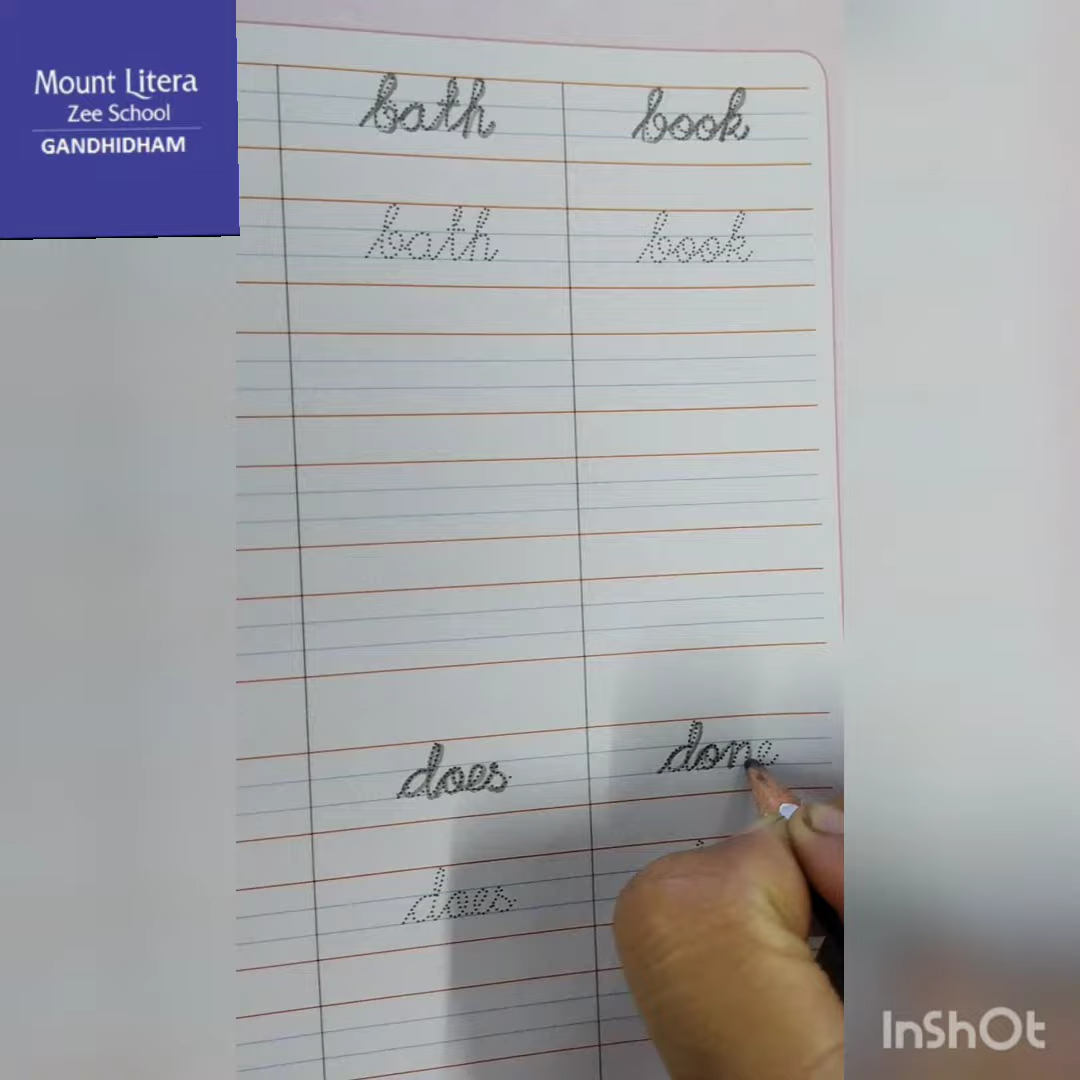 Mount Litera
Zee School
GANDHIDHAM
bath book
bath book
does done
does
InShOt